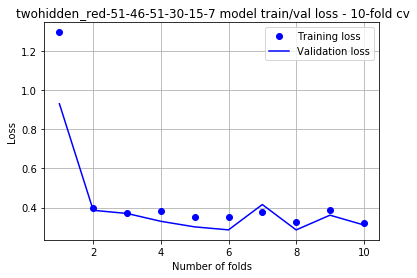 twohidden_red-51-46-51-30-15-7 model train/val loss - 10-fold cv
Training loss
Validation loss
1.2
1.0
0.8
0.6
0.4
Loss
2 4 6 8 10
Number of folds